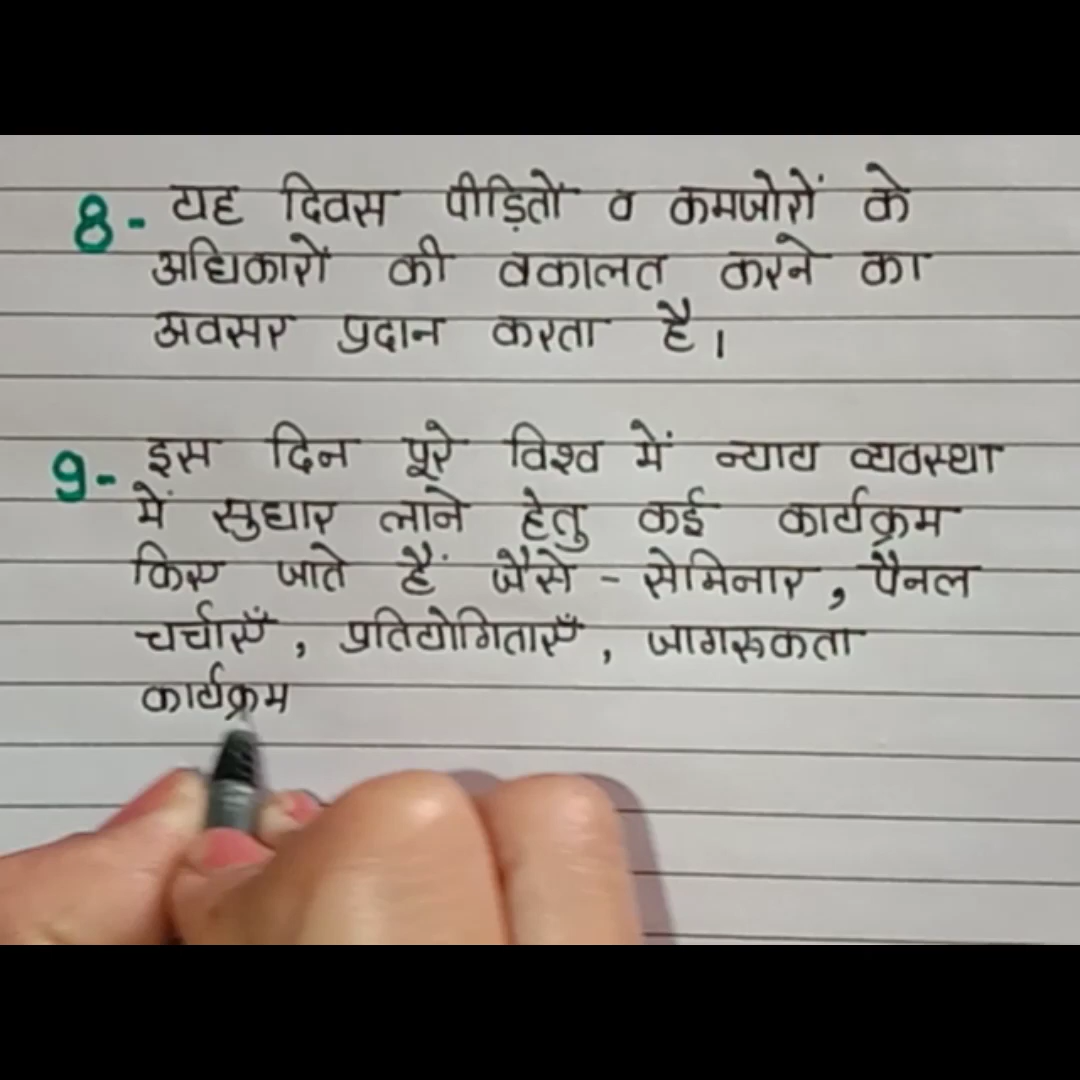 8- यह दिवस पीड़ितों व कमजोरों के
अधिकारों की वकालत करने का
अवसर प्रदान करता है।
9- इस दिन पूरे विश्व में न्याय व्यवस्था
में सुधार लाने हेतु कई कार्यक्रम
किए जाते हैं जैसे - सेमिनार, पैनल
चर्चाएँ, प्रतियोगिताएँ, जागरूकता
कार्यक्रम